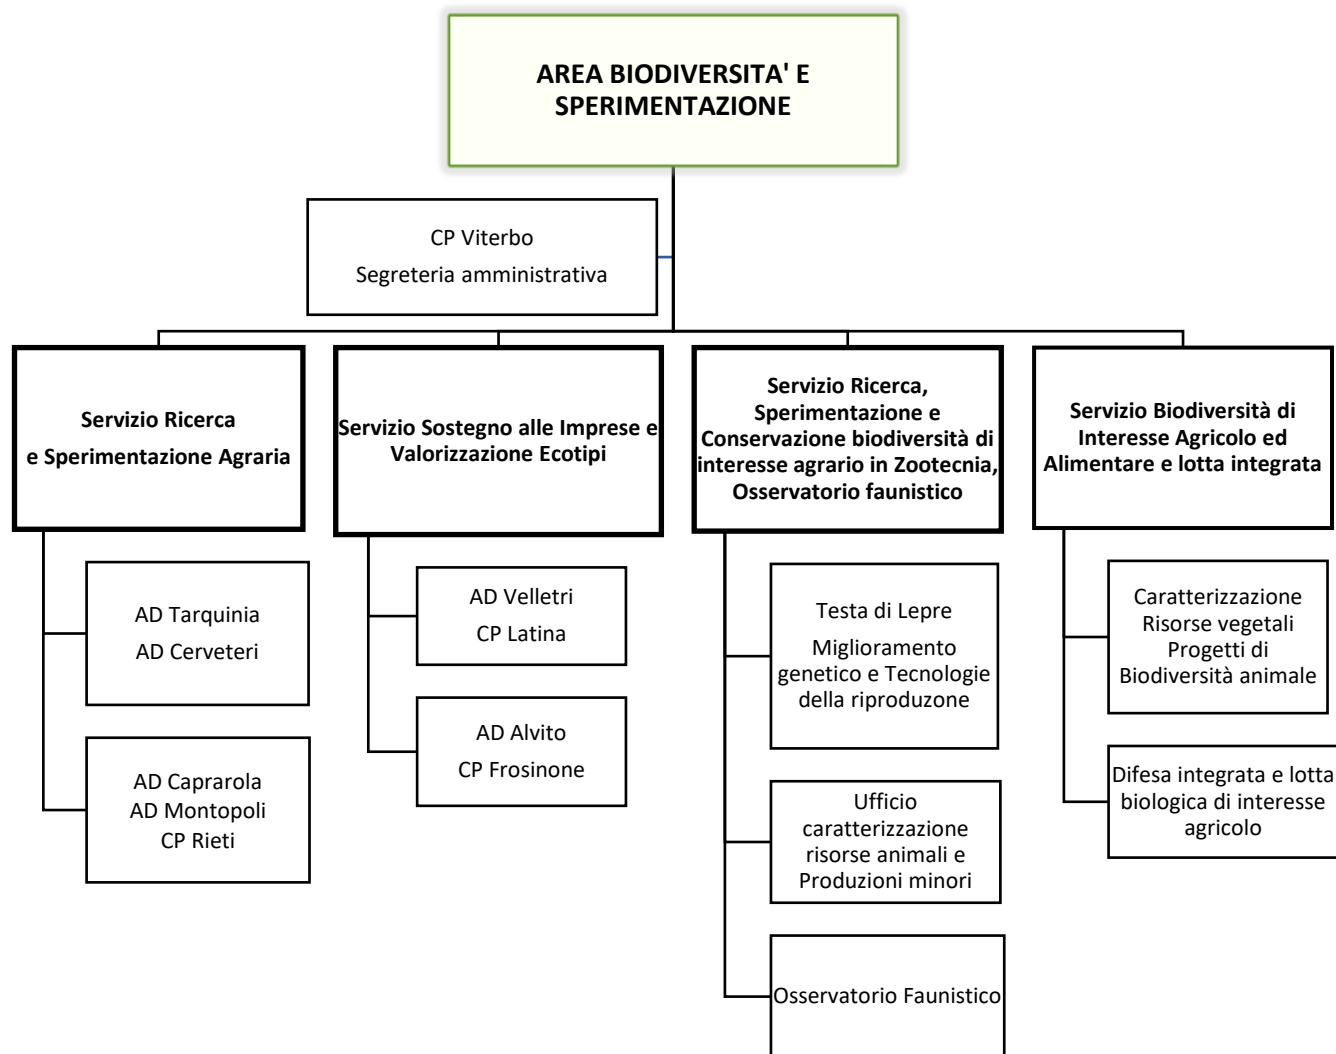 AREA BIODIVERSITA' E
SPERIMENTAZIONE
CP Viterbo
Segreteria amministrativa
Servizio Ricerca
e Sperimentazione Agraria
AD Tarquinia
AD Cerveteri
AD Caprarola
AD Montopoli
CP Rieti
Servizio Sostegno alle Imprese e
Valorizzazione Ecotipi
AD Velletri
CP Latina
AD Alvito
CP Frosinone
Servizio Ricerca,
Sperimentazione e
Conservazione biodiversità di
interesse agrario in Zootecnia,
Osservatorio faunistico
Testa di Lepre
Miglioramento
genetico e Tecnologie
della riproduzone
Ufficio
caratterizzazione
risorse animali e
Produzioni minori
Osservatorio Faunistico
Servizio Biodiversità di
Interesse Agricolo ed
Alimentare e lotta integrata
Caratterizzazione
Risorse vegetali
Progetti di
Biodiversità animale
Difesa integrata e lotta
biologica di interesse
agricolo